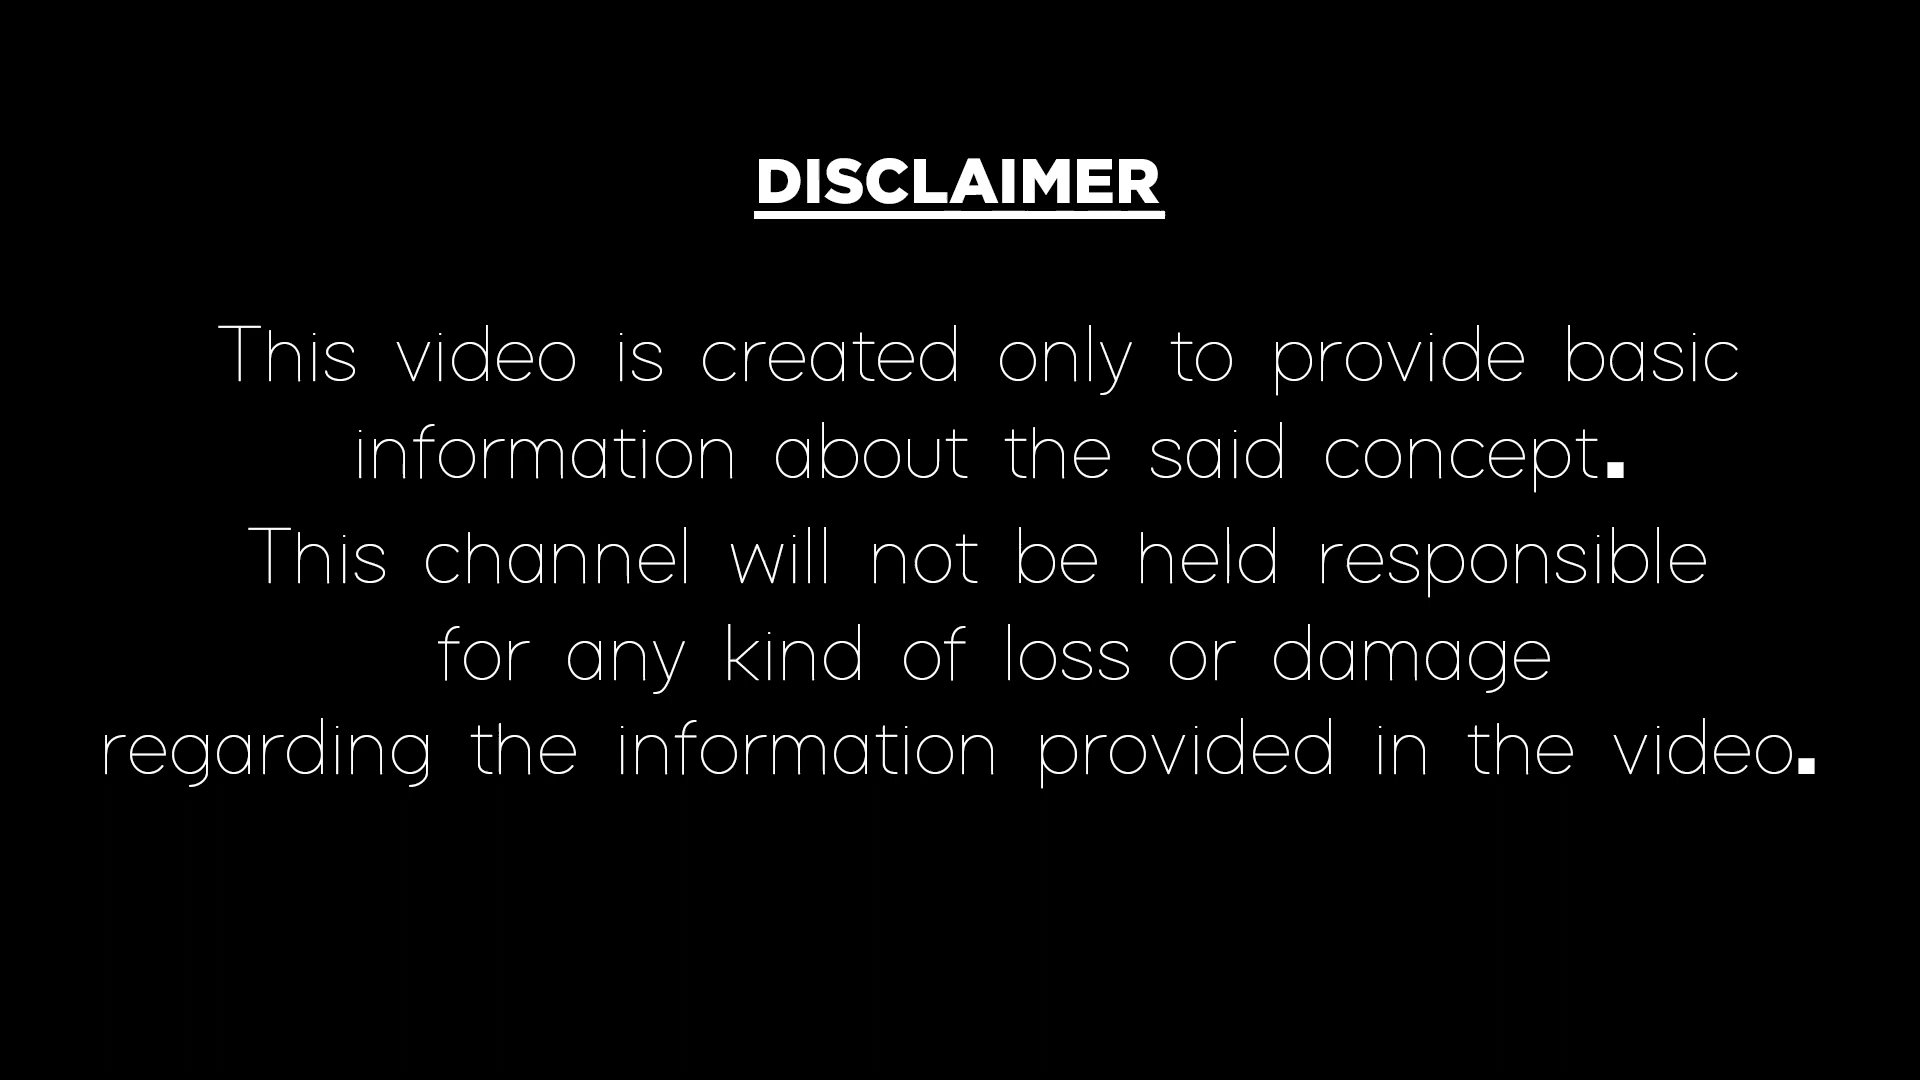 DISCLAIMER
This video is created only to provide basic
information about the said concept.
This channel will not be held responsible
for any kind of loss or damage
regarding the information provided in the video.